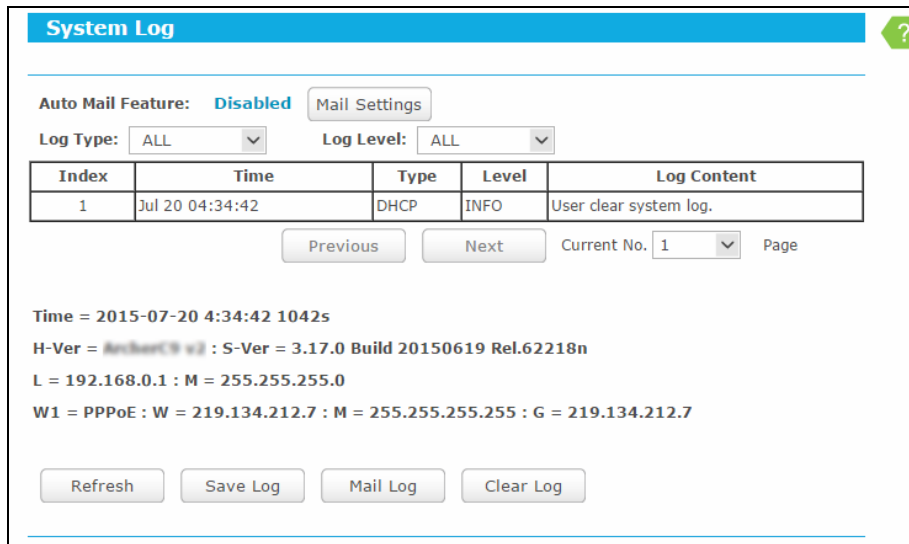 System Log
?
Auto Mail Feature: Disabled Mail Settings
Log Type: ALL Log Level: ALL
Index Time Type Level Log Content
1 Jul 20 04:34:42 DHCP INFO User clear system log.
Previous Next Current No. 1 Page
Time = 2015-07-20 4:34:42 1042s
H-Ver = : S-Ver = 3.17.0 Build 20150619 Rel.62218n
L = 192.168.0.1 : M = 255.255.255.0
W1 = PPPoE : W = 219.134.212.7 : M = 255.255.255.255 : G = 219.134.212.7
Refresh Save Log Mail Log Clear Log